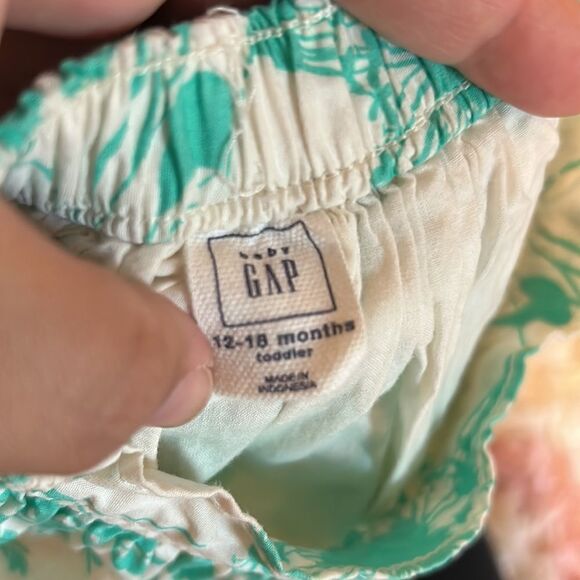 baby
GAP
12-18 months
toddler
MADE IN
INDONESIA